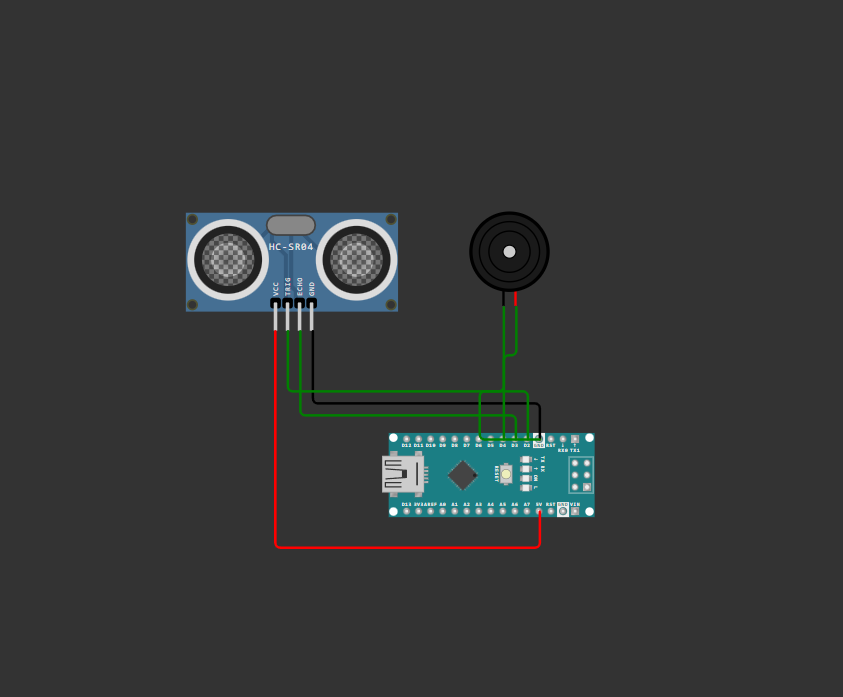 HC-SR04
VCC
TRIG
ECHO
GND
D12 D11 D10 D9 D8 D7 D6 D5 D4 D3 D2 GND RST
RX0 TX1
RESET
TX RX
ON L
D13 3V3 AREF A0 A1 A2 A3 A4 A5 A6 A7 5V RST GND VIN